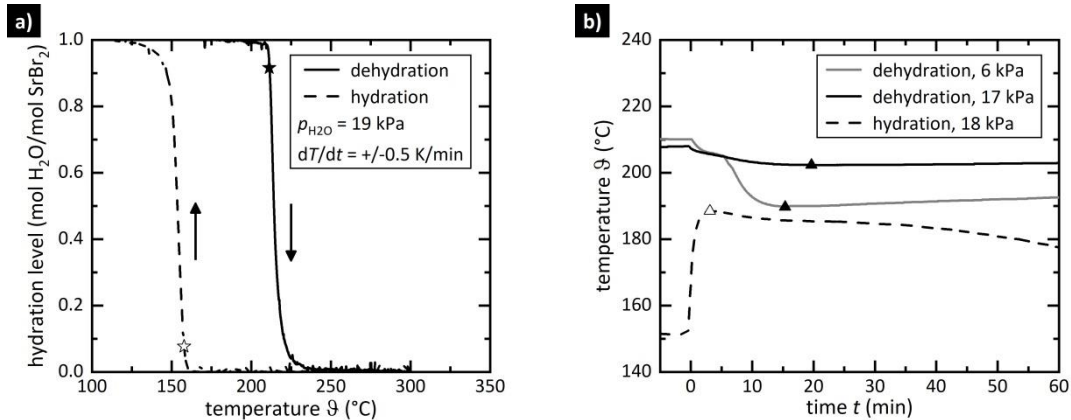 a)
hydration level (mol H2O/mol SrBr2)
1.0
0.8
0.6
0.4
0.2
0.0
dehydration
hydration
pH2O = 19 kPa
dT/dt = +/-0.5 K/min
100 150 200 250 300 350
temperature ϑ (°C)
b)
temperature ϑ (°C)
240
220
200
180
160
140
dehydration, 6 kPa
dehydration, 17 kPa
hydration, 18 kPa
0 10 20 30 40 50 60
time t (min)